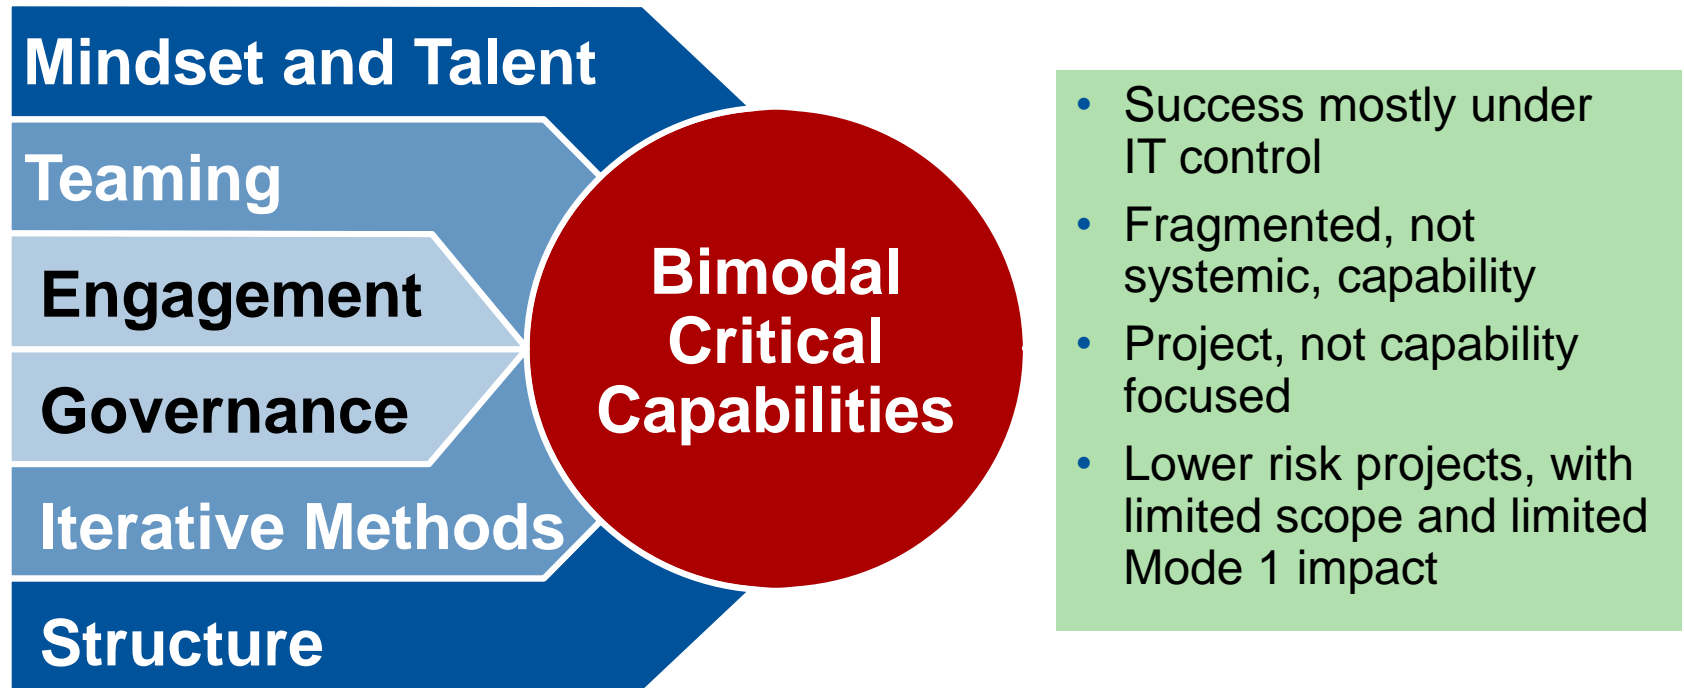 Mindset and Talent
Teaming
Engagement
Governance
Iterative Methods
Structure
Bimodal
Critical
Capabilities
• Success mostly under
IT control
• Fragmented, not
systemic, capability
• Project, not capability
focused
• Lower risk projects, with
limited scope and limited
Mode 1 impact